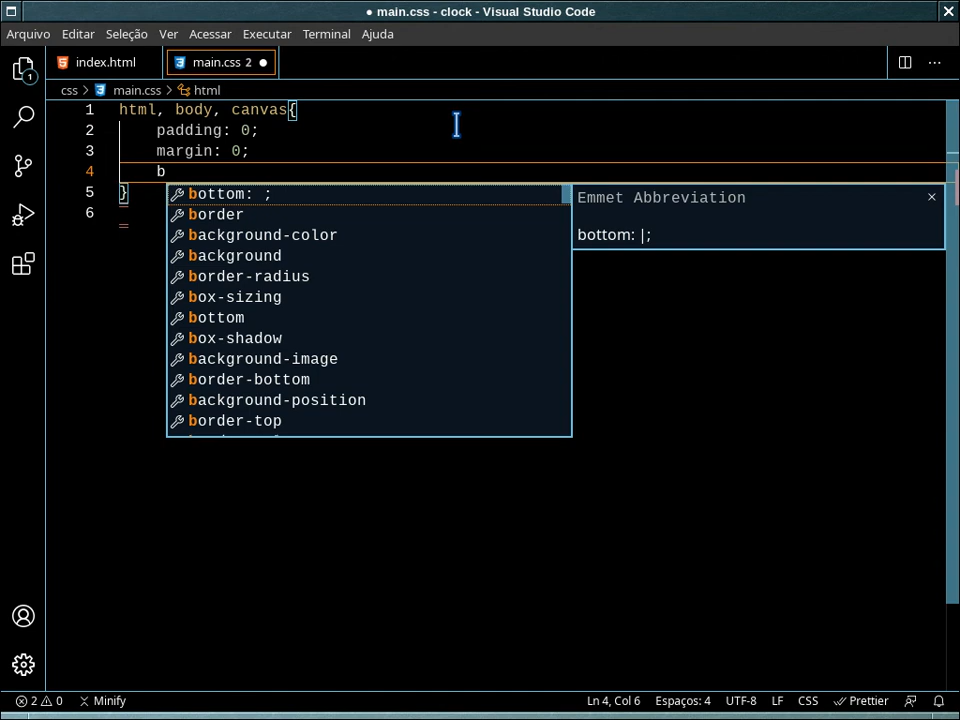 ● main.css - clock - Visual Studio Code
Arquivo Editar Seleção Ver Acessar Executar Terminal Ajuda
index.html main.css 2 ●
css > main.css > html
1 html, body, canvas{
2 padding: 0;
3 margin: 0;
4 b
5 }
6
bottom: ;
border
background-color
background
border-radius
box-sizing
bottom
box-shadow
background-image
border-bottom
background-position
border-top
Emmet Abbreviation
bottom: |;
1
2 0 Minify Ln 4, Col 6 Espaços: 4 UTF-8 LF CSS Prettier